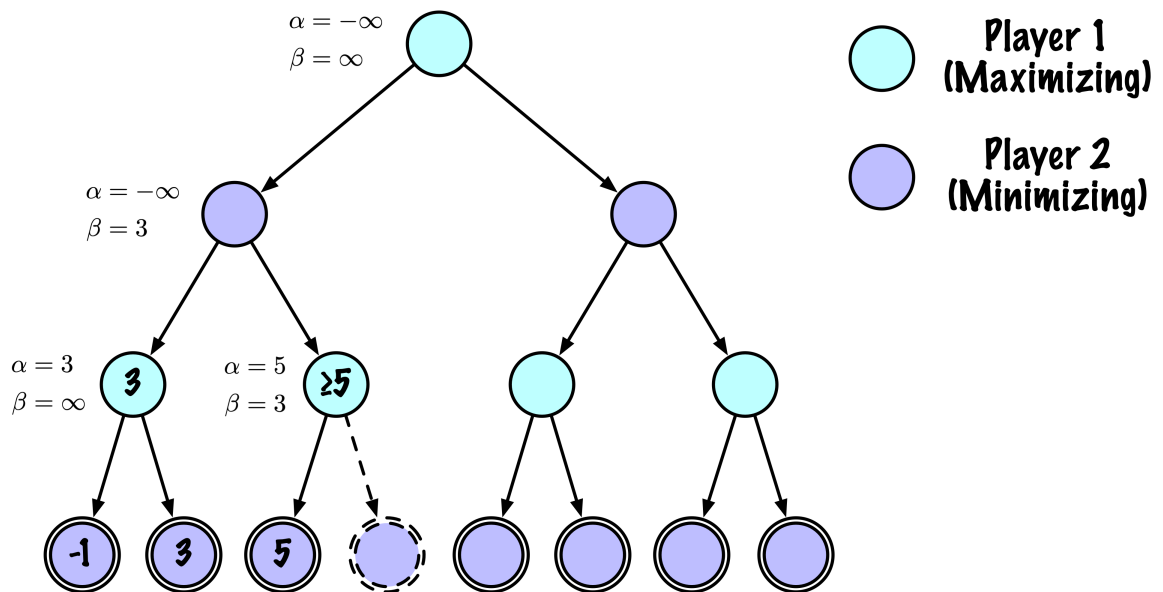 α = −∞
β = ∞
Player 1
(Maximizing)
Player 2
(Minimizing)
α = −∞
β = 3
α = 3
β = ∞
3
α = 5
β = 3
≥5
-1
3
5